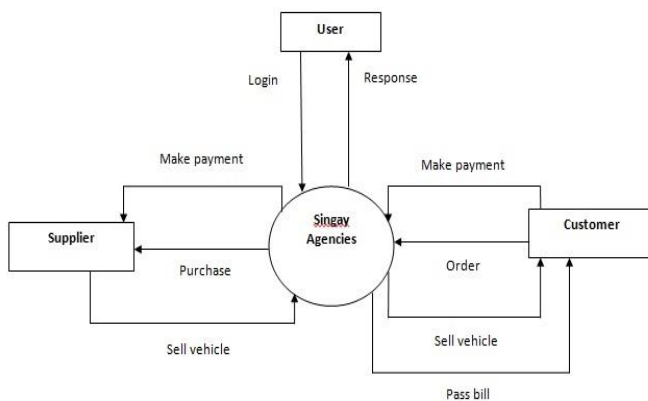 User
Login
Response
Make payment
Make payment
Singay
Agencies
Supplier
Customer
Purchase
Order
Sell vehicle
Sell vehicle
Pass bill